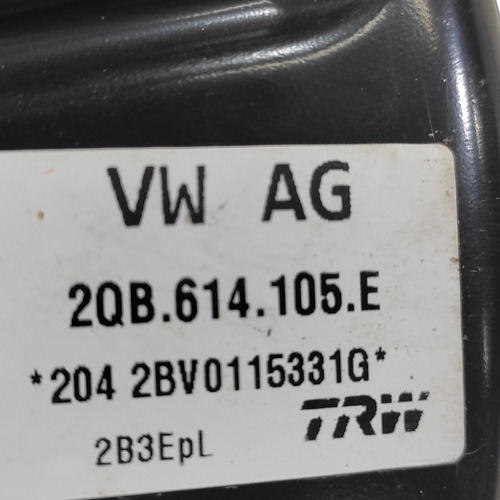 VW AG
2QB.614.105.E
*204 2BV0115331G*
2B3EpL TRW